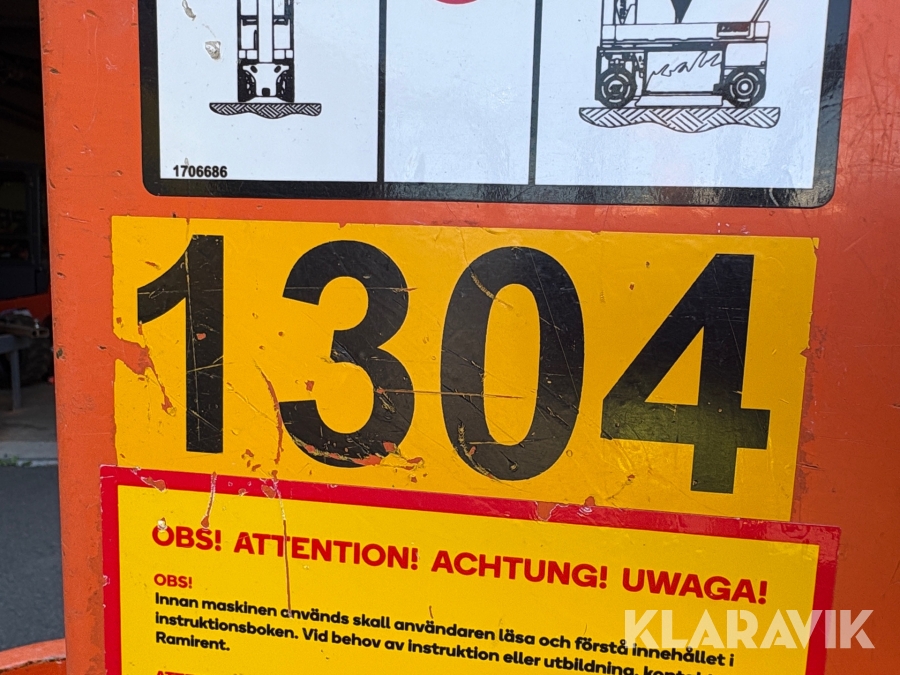 1706686
1304
OBS! ATTENTION! ACHTUNG! UWAGA!
OBS!
Innan maskinen används skall användaren läsa och förstå innehållet i
instruktionsboken. Vid behov av instruktion eller utbildning,
Ramirent.
KLARAVIK